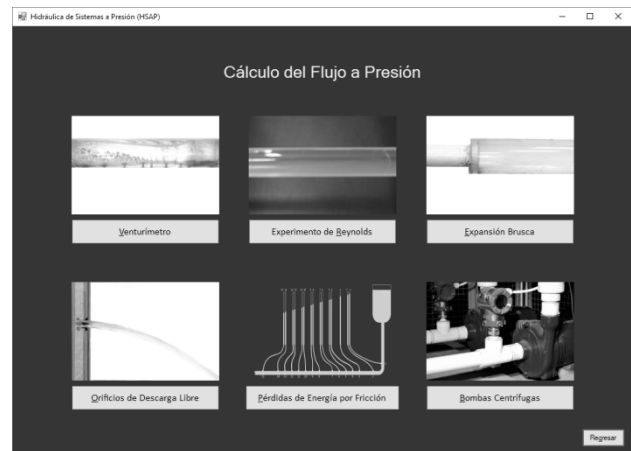 Hidráulica de Sistemas a Presión (HSAP)
Cálculo del Flujo a Presión
Venturímetro
Experimento de Reynolds
Expansión Brusca
Orificios de Descarga Libre
Pérdidas de Energía por Fricción
Bombas Centrífugas
Regresar